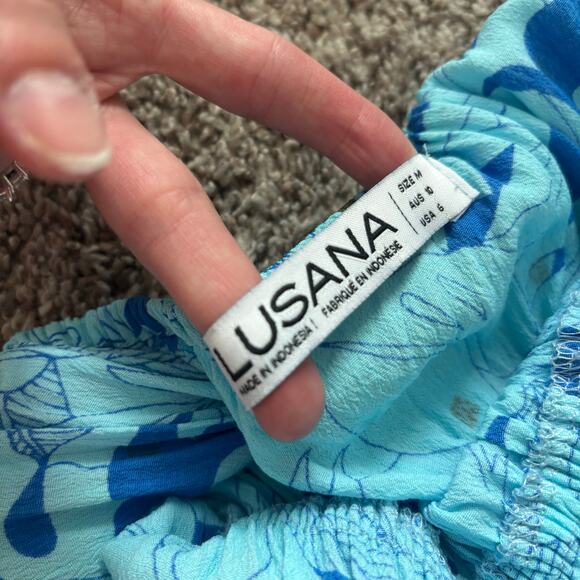 LUSANA
MADE IN INDONESIA | FABRIQUÉ EN INDONÉSIE
SIZE M
AUS 10
USA 6